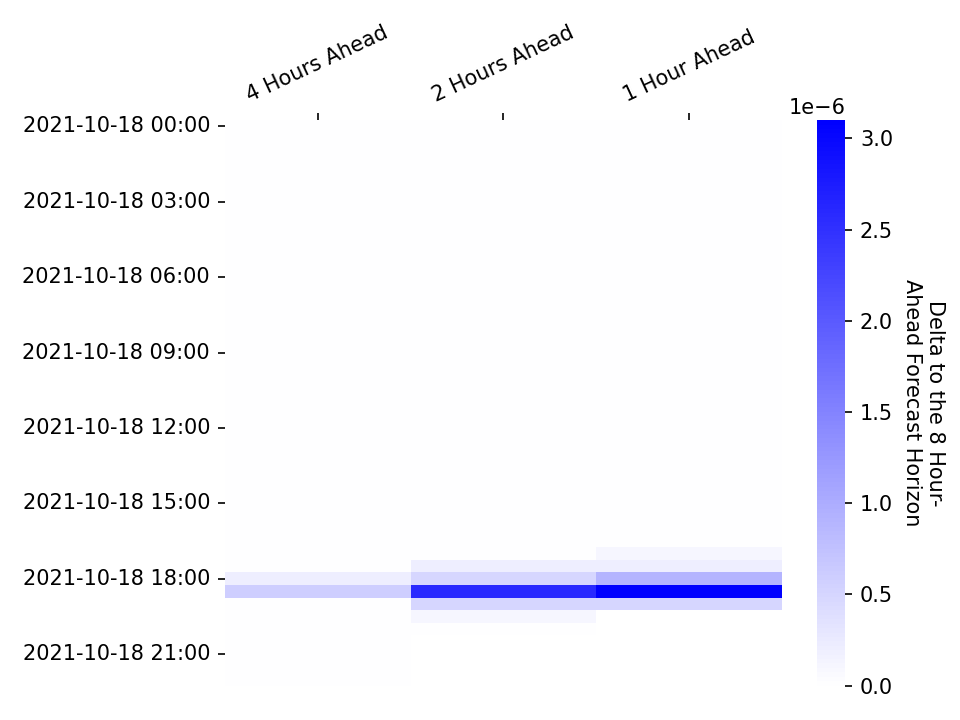 4 Hours Ahead
2 Hours Ahead
1 Hour Ahead
1e−6
2021-10-18 00:00
2021-10-18 03:00
2021-10-18 06:00
2021-10-18 09:00
2021-10-18 12:00
2021-10-18 15:00
2021-10-18 18:00
2021-10-18 21:00
3.0
2.5
2.0
1.5
1.0
0.5
0.0
Delta to the 8 Hour-
Ahead Forecast Horizon